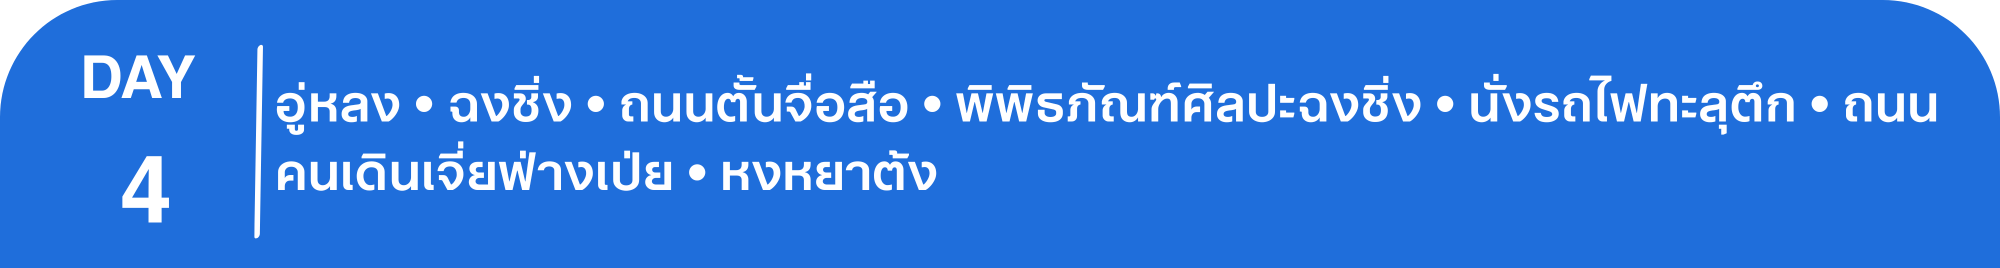 DAY
4
อู่หลง • ฉงชิ่ง • ถนนตั้นจื่อสือ • พิพิธภัณฑ์ศิลปะฉงชิ่ง • นั่งรถไฟทะลุตึก • ถนน
คนเดินเจี่ยฟ่างเป่ย • หงหยาต้ง